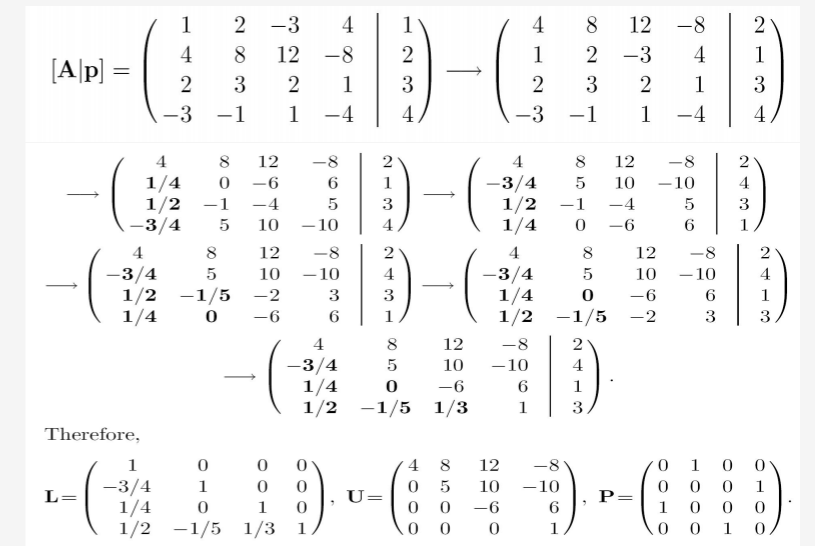 [A|p] = ( 1 2 −3 4 | 1 ) ⟶ ( 4 8 12 −8 | 2 )
( 4 8 12 −8 | 2 ) ( 1 2 −3 4 | 1 )
( 2 3 2 1 | 3 ) ( 2 3 2 1 | 3 )
( −3 −1 1 −4 | 4 ) ( −3 −1 1 −4 | 4 )
⟶ ( 4 8 12 −8 | 2 ) ⟶ ( 4 8 12 −8 | 2 )
( 1/4 0 −6 6 | 1 ) ( −3/4 5 10 −10 | 4 )
( 1/2 −1 −4 5 | 3 ) ( 1/2 −1 −4 5 | 3 )
( −3/4 5 10 −10 | 4 ) ( 1/4 0 −6 6 | 1 )
⟶ ( 4 8 12 −8 | 2 ) ⟶ ( 4 8 12 −8 | 2 )
( −3/4 5 10 −10 | 4 ) ( −3/4 5 10 −10 | 4 )
( 1/2 −1/5 −2 3 | 3 ) ( 1/4 0 −6 6 | 1 )
( 1/4 0 −6 6 | 1 ) ( 1/2 −1/5 −2 3 | 3 )
⟶ ( 4 8 12 −8 | 2 ) .
( −3/4 5 10 −10 | 4 )
( 1/4 0 −6 6 | 1 )
( 1/2 −1/5 1/3 1 | 3 )
Therefore,
L = ( 1 0 0 0 ) , U = ( 4 8 12 −8 ) , P = ( 0 1 0 0 ) .
( −3/4 1 0 0 ) ( 0 5 10 −10 ) ( 0 0 0 1 )
( 1/4 0 1 0 ) ( 0 0 −6 6 ) ( 1 0 0 0 )
( 1/2 −1/5 1/3 1 ) ( 0 0 0 1 ) ( 0 0 1 0 )